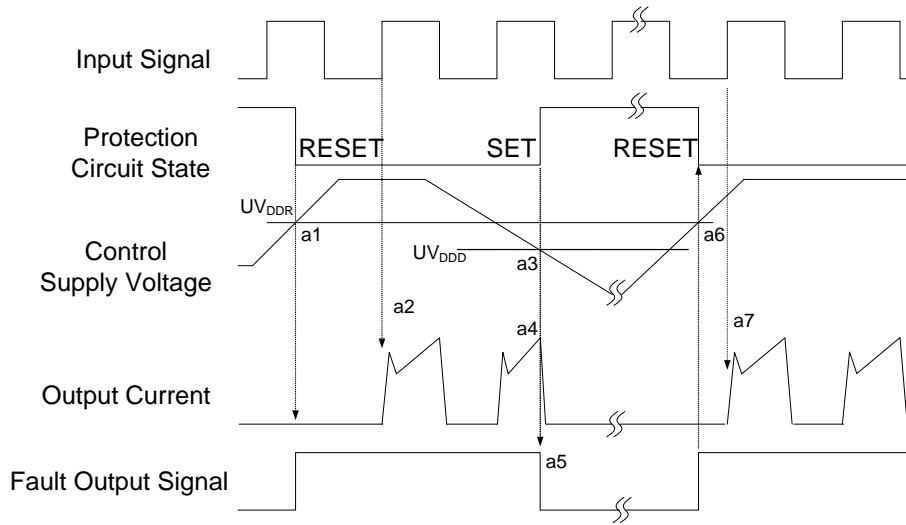 Input Signal
Protection
Circuit State
RESET
SET
RESET
UVDDR
a1
a6
Control
Supply Voltage
UVDDD
a3
a2
a4
a7
Output Current
a5
Fault Output Signal